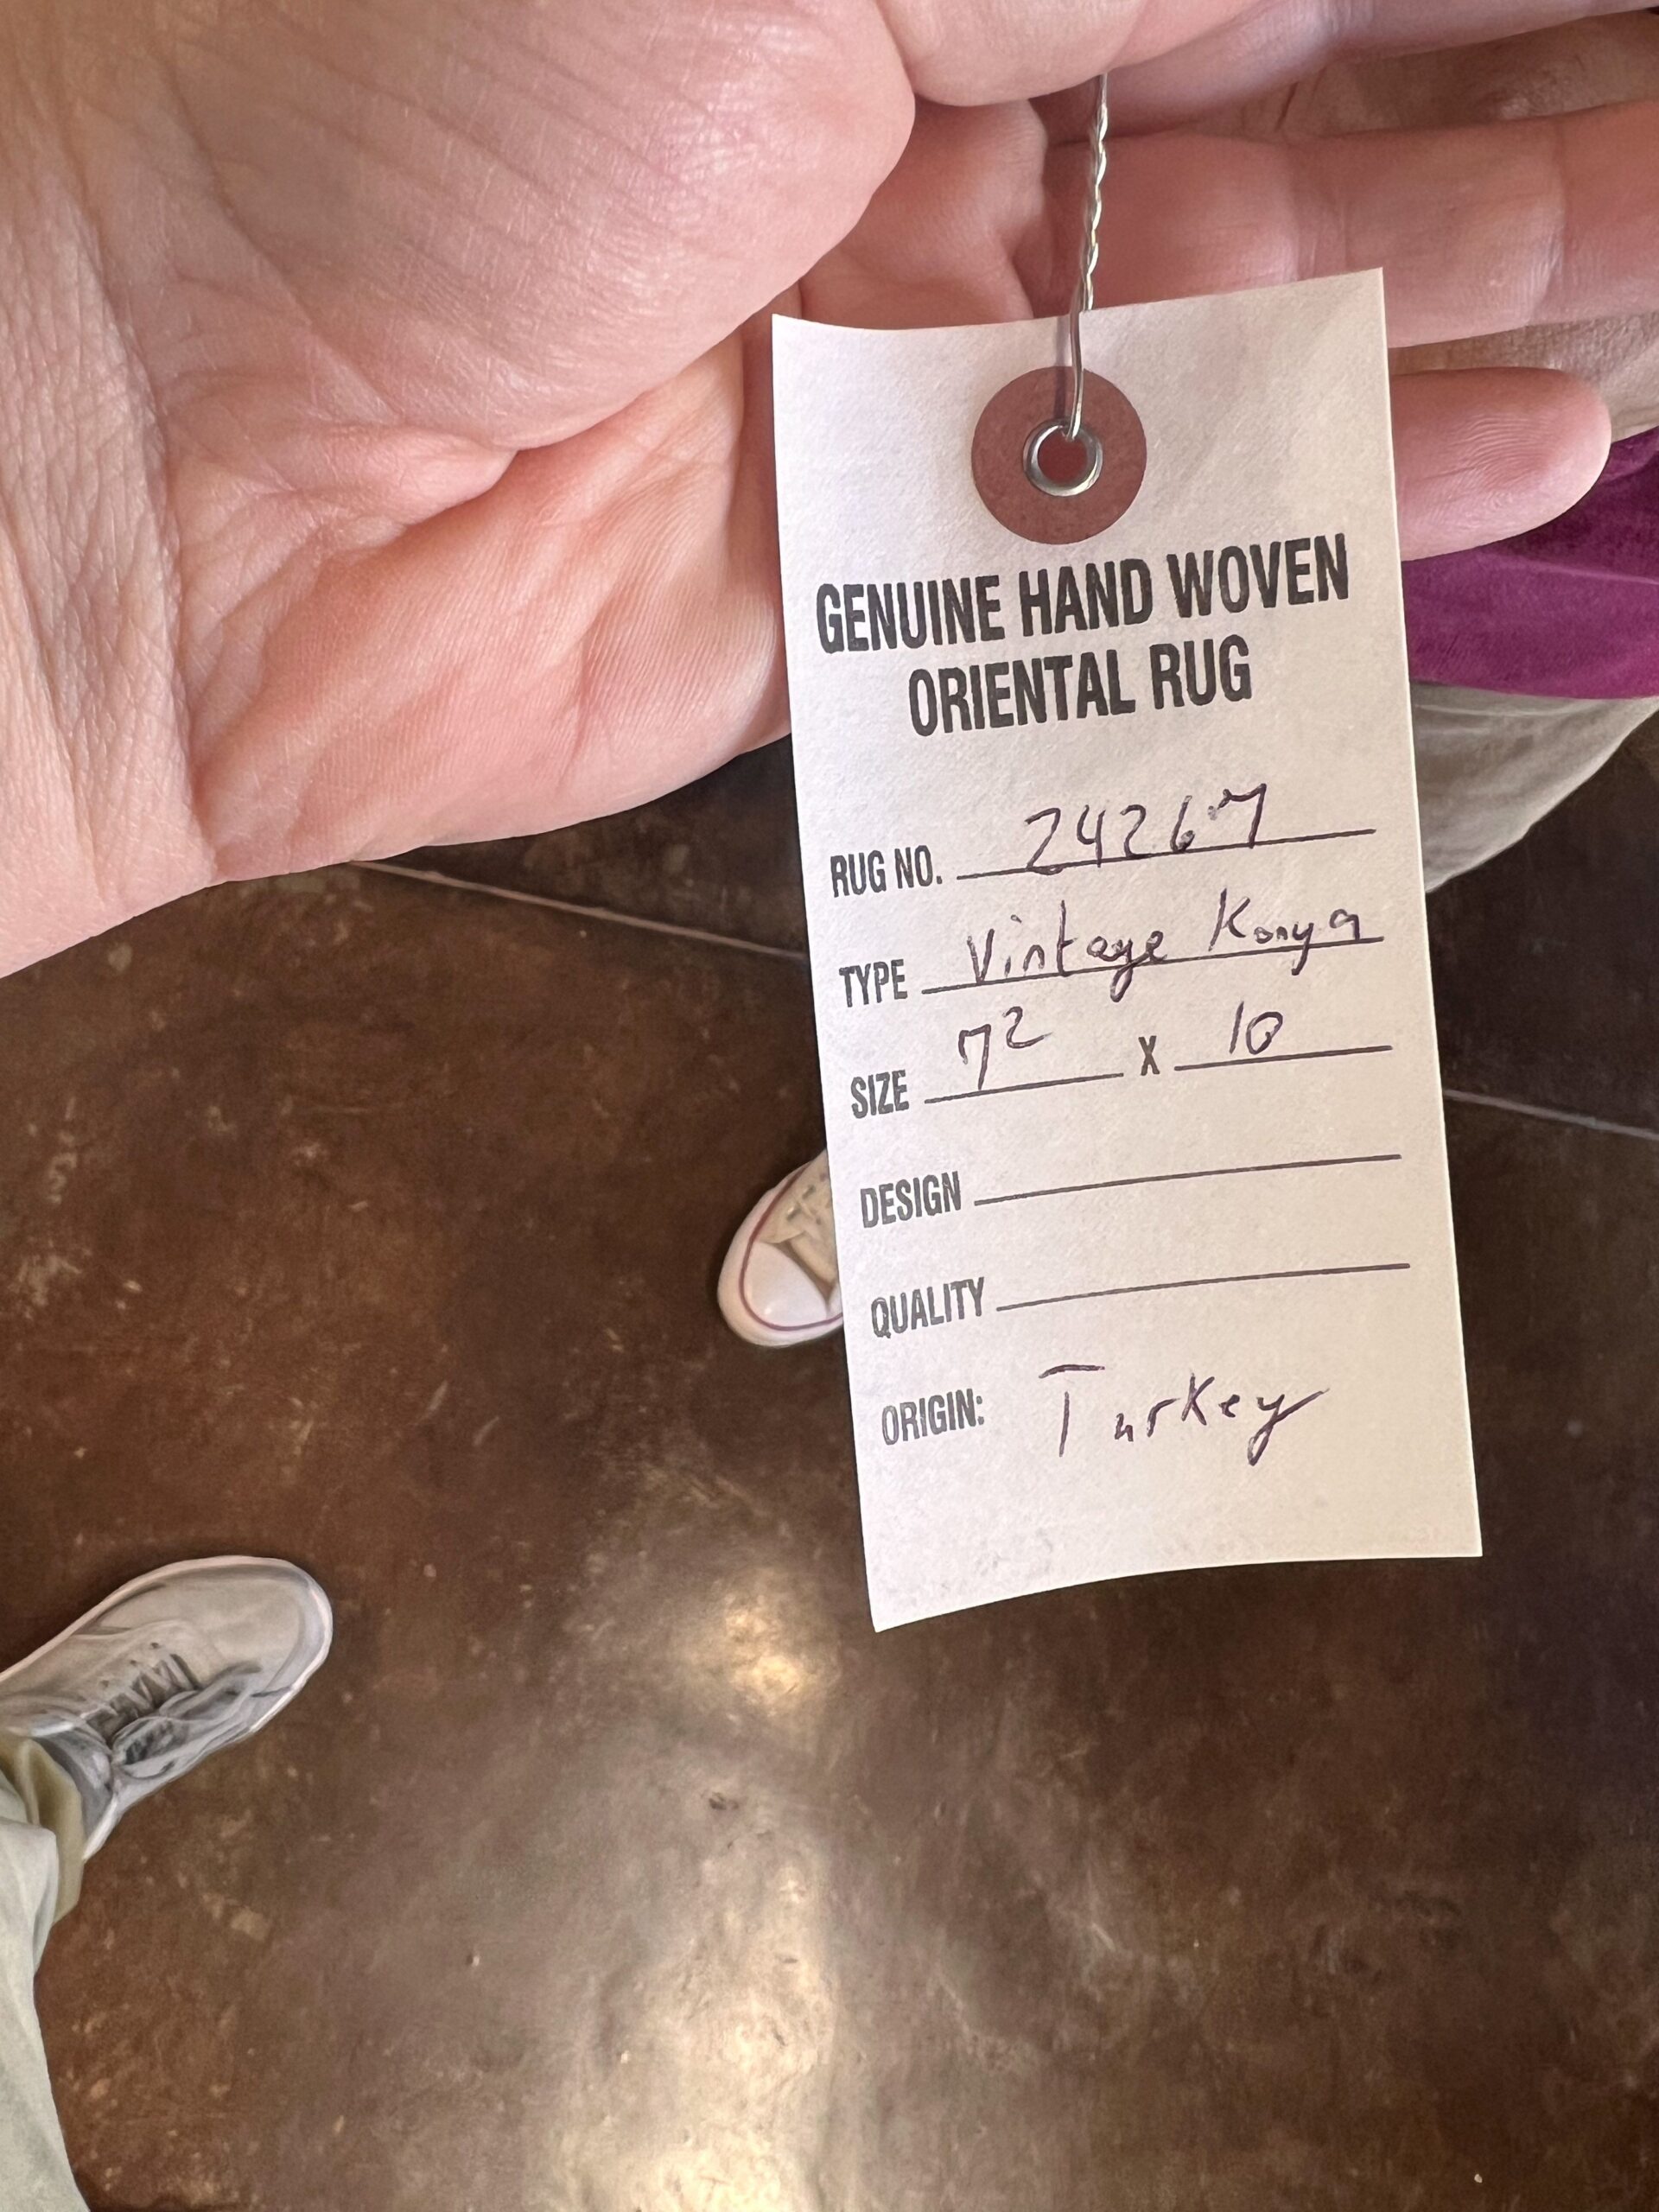 GENUINE HAND WOVEN
ORIENTAL RUG
RUG NO. 24267
TYPE Vintage Konya
SIZE 7² X 10
DESIGN
QUALITY
ORIGIN: Turkey